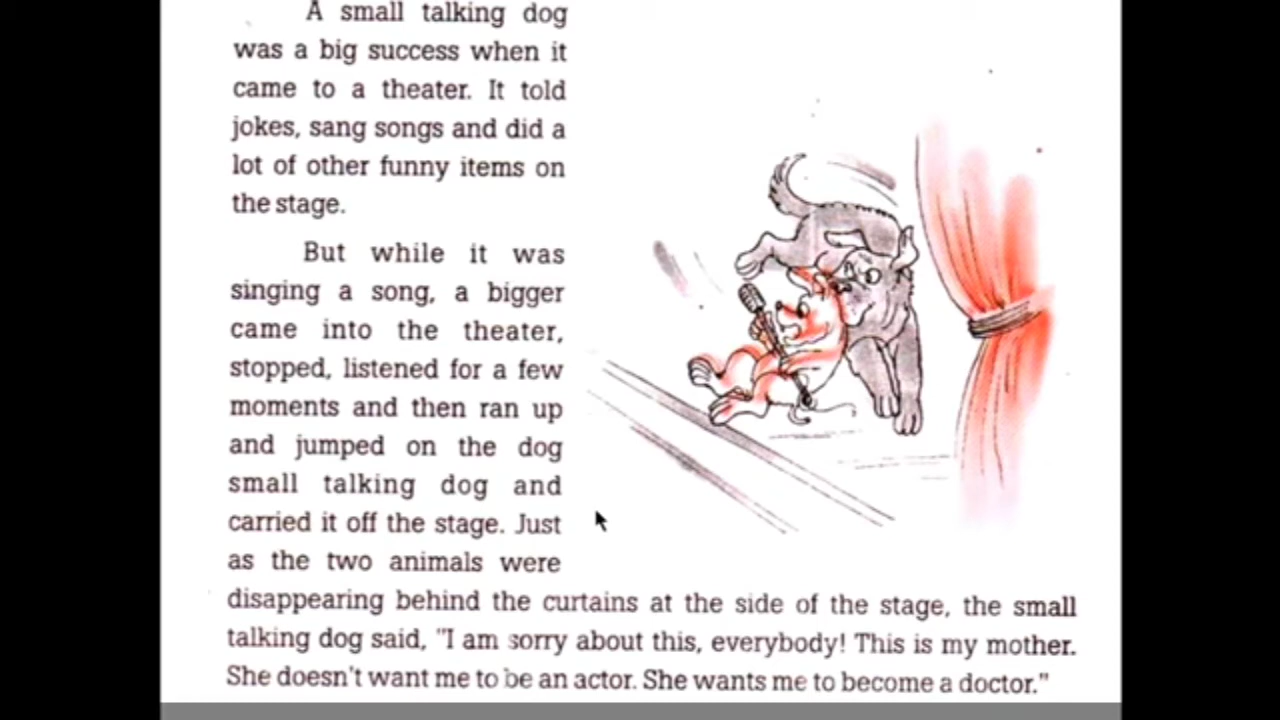 A small talking dog
was a big success when it
came to a theater. It told
jokes, sang songs and did a
lot of other funny items on
the stage.
But while it was
singing a song, a bigger
came into the theater,
stopped, listened for a few
moments and then ran up
and jumped on the dog
small talking dog and
carried it off the stage. Just
as the two animals were
disappearing behind the curtains at the side of the stage, the small
talking dog said, "I am sorry about this, everybody! This is my mother.
She doesn't want me to be an actor. She wants me to become a doctor."